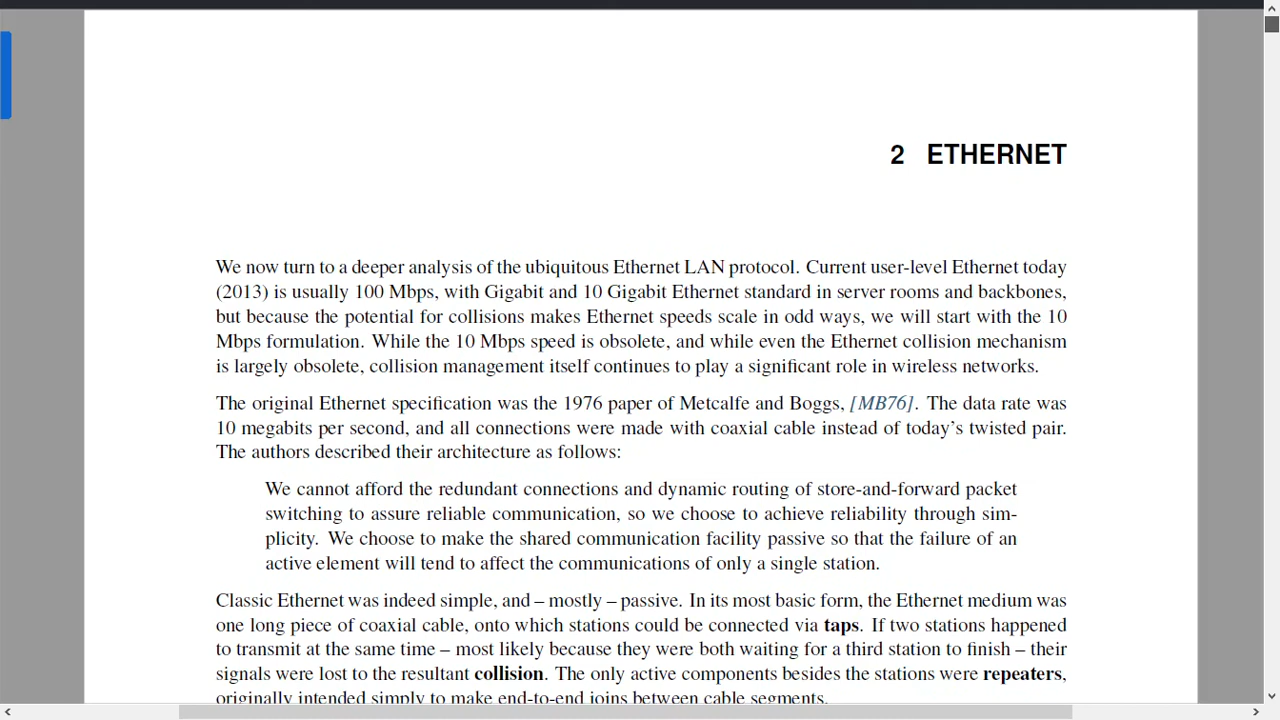 2 ETHERNET
We now turn to a deeper analysis of the ubiquitous Ethernet LAN protocol. Current user-level Ethernet today
(2013) is usually 100 Mbps, with Gigabit and 10 Gigabit Ethernet standard in server rooms and backbones,
but because the potential for collisions makes Ethernet speeds scale in odd ways, we will start with the 10
Mbps formulation. While the 10 Mbps speed is obsolete, and while even the Ethernet collision mechanism
is largely obsolete, collision management itself continues to play a significant role in wireless networks.
The original Ethernet specification was the 1976 paper of Metcalfe and Boggs, [MB76]. The data rate was
10 megabits per second, and all connections were made with coaxial cable instead of today's twisted pair.
The authors described their architecture as follows:
We cannot afford the redundant connections and dynamic routing of store-and-forward packet
switching to assure reliable communication, so we choose to achieve reliability through sim-
plicity. We choose to make the shared communication facility passive so that the failure of an
active element will tend to affect the communications of only a single station.
Classic Ethernet was indeed simple, and – mostly – passive. In its most basic form, the Ethernet medium was
one long piece of coaxial cable, onto which stations could be connected via taps. If two stations happened
to transmit at the same time – most likely because they were both waiting for a third station to finish – their
signals were lost to the resultant collision. The only active components besides the stations were repeaters,
originally intended simply to make end-to-end joins between cable segments.